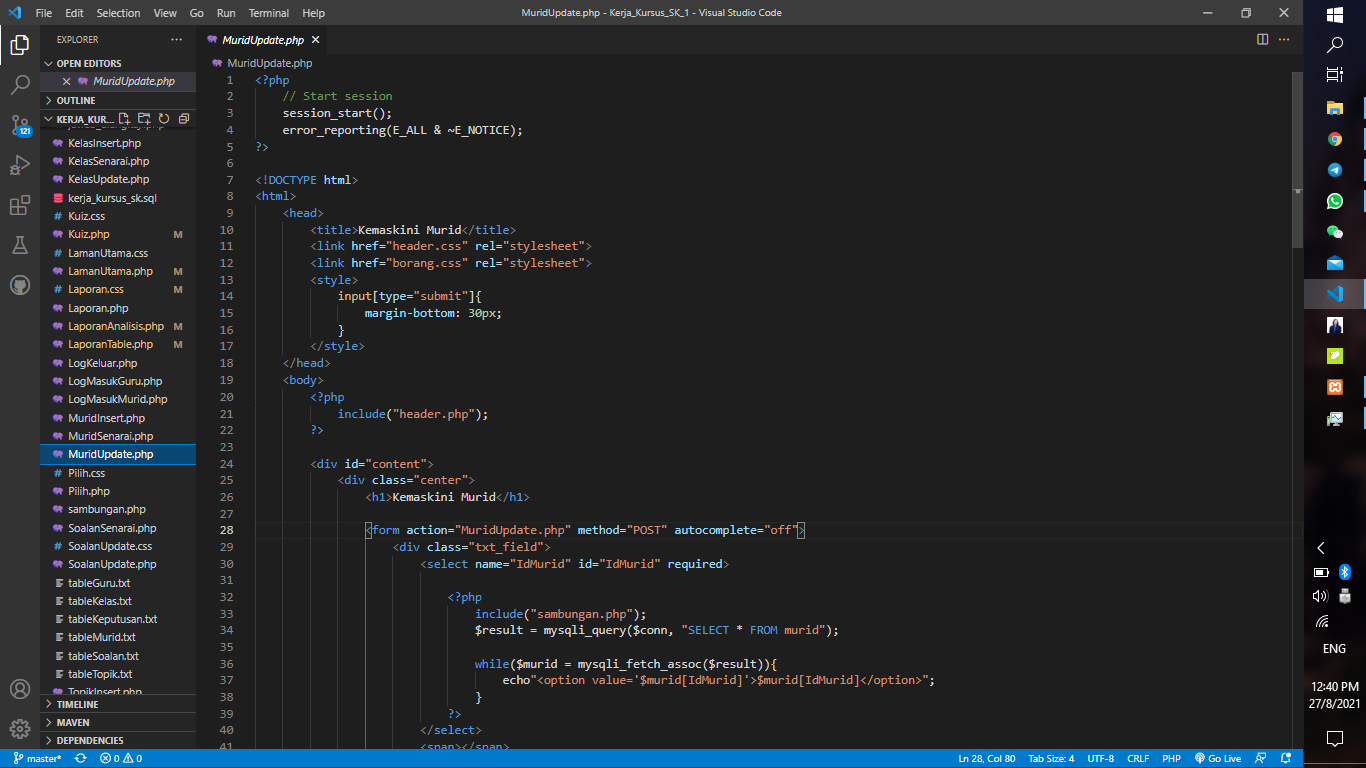 File Edit Selection View Go Run Terminal Help MuridUpdate.php - Kerja_Kursus_SK_1 - Visual Studio Code
EXPLORER
OPEN EDITORS
MuridUpdate.php
OUTLINE
KERJA_KUR...
KelasInsert.php
KelasSenarai.php
KelasUpdate.php
kerja_kursus_sk.sql
# Kuiz.css
Kuiz.php M
# LamanUtama.css
LamanUtama.php M
# Laporan.css M
Laporan.php
LaporanAnalisis.php M
LaporanTable.php M
LogKeluar.php
LogMasukGuru.php
LogMasukMurid.php
MuridInsert.php
MuridSenarai.php
MuridUpdate.php
# Pilih.css
Pilih.php
sambungan.php
SoalanSenarai.php
# SoalanUpdate.css
SoalanUpdate.php
tableGuru.txt
tableKelas.txt
tableKeputusan.txt
tableMurid.txt
tableSoalan.txt
tableTopik.txt
TopikInsert.php
TIMELINE
MAVEN
DEPENDENCIES
121
MuridUpdate.php
MuridUpdate.php
1 <?php
2 // Start session
3 session_start();
4 error_reporting(E_ALL & ~E_NOTICE);
5 ?>
6
7 <!DOCTYPE html>
8 <html>
9 <head>
10 <title>Kemaskini Murid</title>
11 <link href="header.css" rel="stylesheet">
12 <link href="borang.css" rel="stylesheet">
13 <style>
14 input[type="submit"]{
15 margin-bottom: 30px;
16 }
17 </style>
18 </head>
19 <body>
20 <?php
21 include("header.php");
22 ?>
23
24 <div id="content">
25 <div class="center">
26 <h1>Kemaskini Murid</h1>
27
28 <form action="MuridUpdate.php" method="POST" autocomplete="off">
29 <div class="txt_field">
30 <select name="IdMurid" id="IdMurid" required>
31
32 <?php
33 include("sambungan.php");
34 $result = mysqli_query($conn, "SELECT * FROM murid");
35
36 while($murid = mysqli_fetch_assoc($result)){
37 echo"<option value='$murid[IdMurid]'>$murid[IdMurid]</option>";
38 }
39 ?>
40 </select>
41 <span></span>
master* 0 0 Ln 28, Col 80 Tab Size: 4 UTF-8 CRLF PHP Go Live
ENG
12:40 PM
27/8/2021